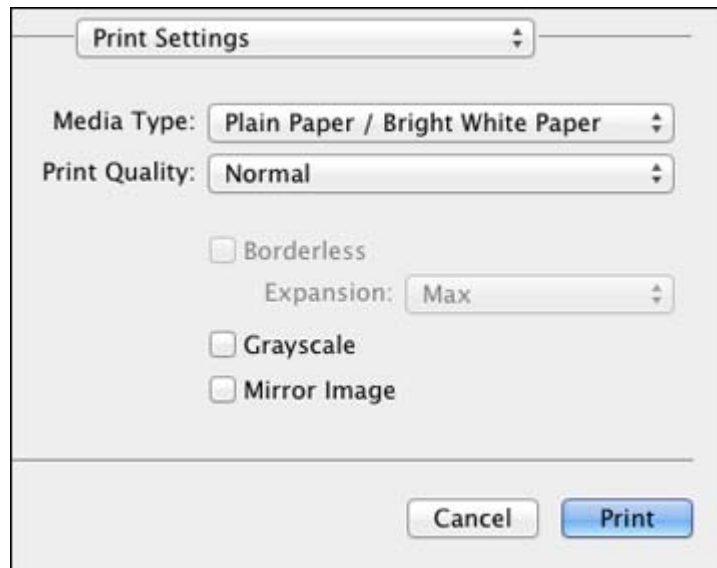 Print Settings
Media Type: Plain Paper / Bright White Paper
Print Quality: Normal
Borderless
Expansion: Max
Grayscale
Mirror Image
Cancel Print